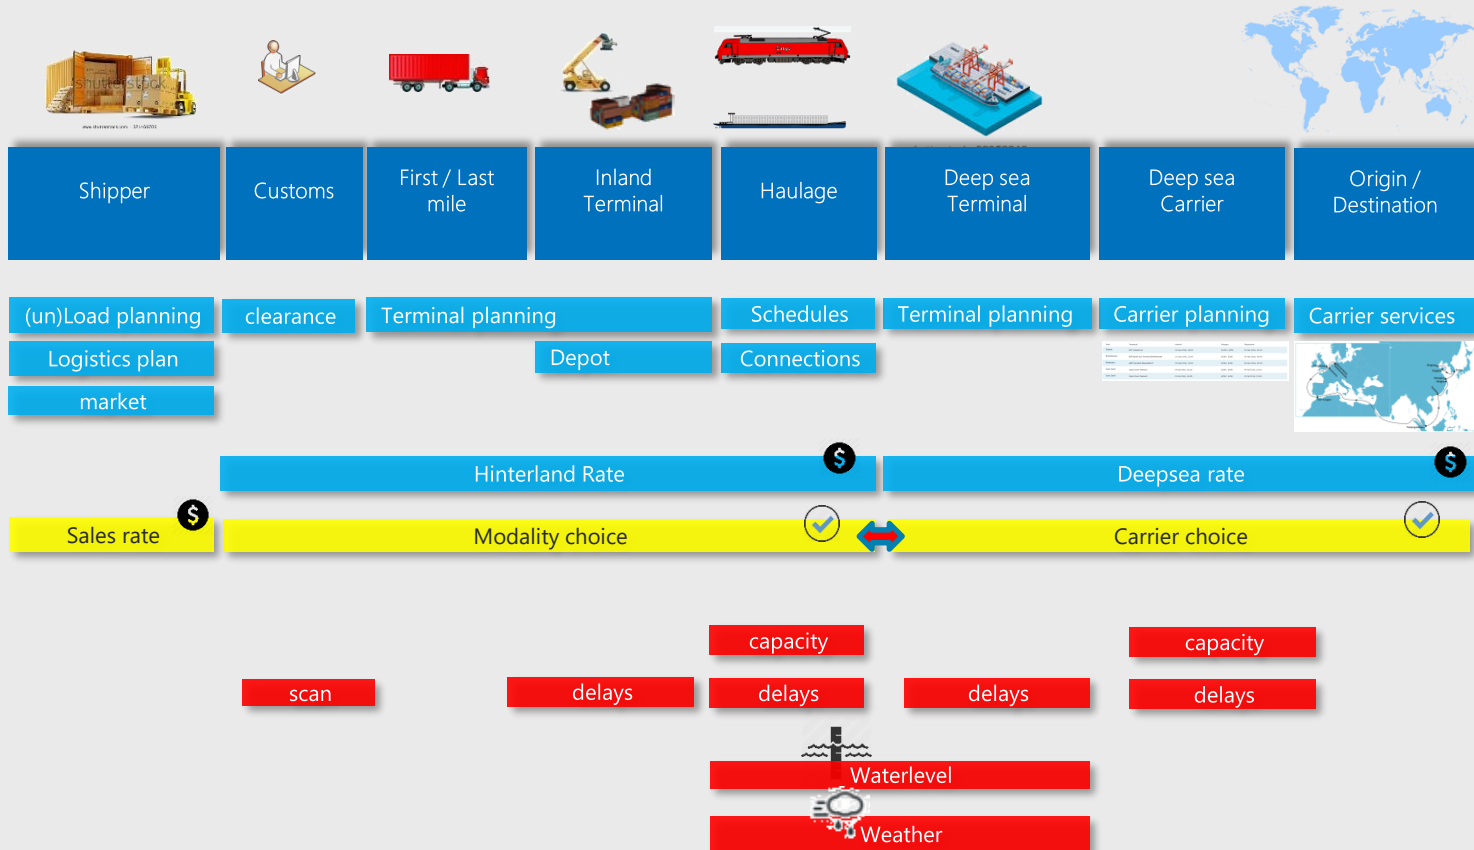 shutterstock
Shipper
Customs
First / Last
mile
Inland
Terminal
Haulage
Deep sea
Terminal
Deep sea
Carrier
Origin /
Destination
(un)Load planning
clearance
Terminal planning
Schedules
Terminal planning
Carrier planning
Carrier services
Logistics plan
Depot
Connections
market
$
Hinterland Rate
$
Deepsea rate
$
Sales rate
Modality choice
Carrier choice
capacity
capacity
scan
delays
delays
delays
delays
Waterlevel
Weather